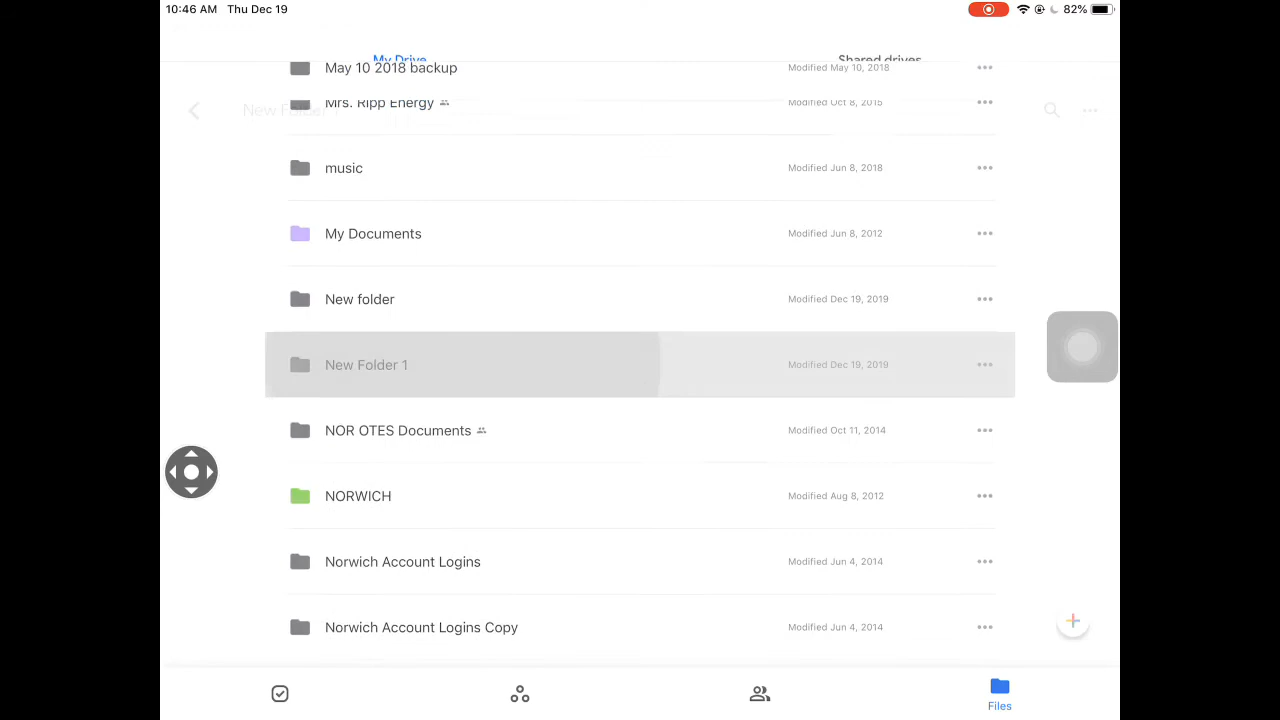 10:46 AM Thu Dec 19 82%
My Drive Shared drives
May 10 2018 backup Modified May 10, 2018
New Folder 1
Mrs. Ripp Energy Modified Oct 8, 2015
music Modified Jun 8, 2018
My Documents Modified Jun 8, 2012
New folder Modified Dec 19, 2019
New Folder 1 Modified Dec 19, 2019
NOR OTES Documents Modified Oct 11, 2014
NORWICH Modified Aug 8, 2012
Norwich Account Logins Modified Jun 4, 2014
Norwich Account Logins Copy Modified Jun 4, 2014
Files